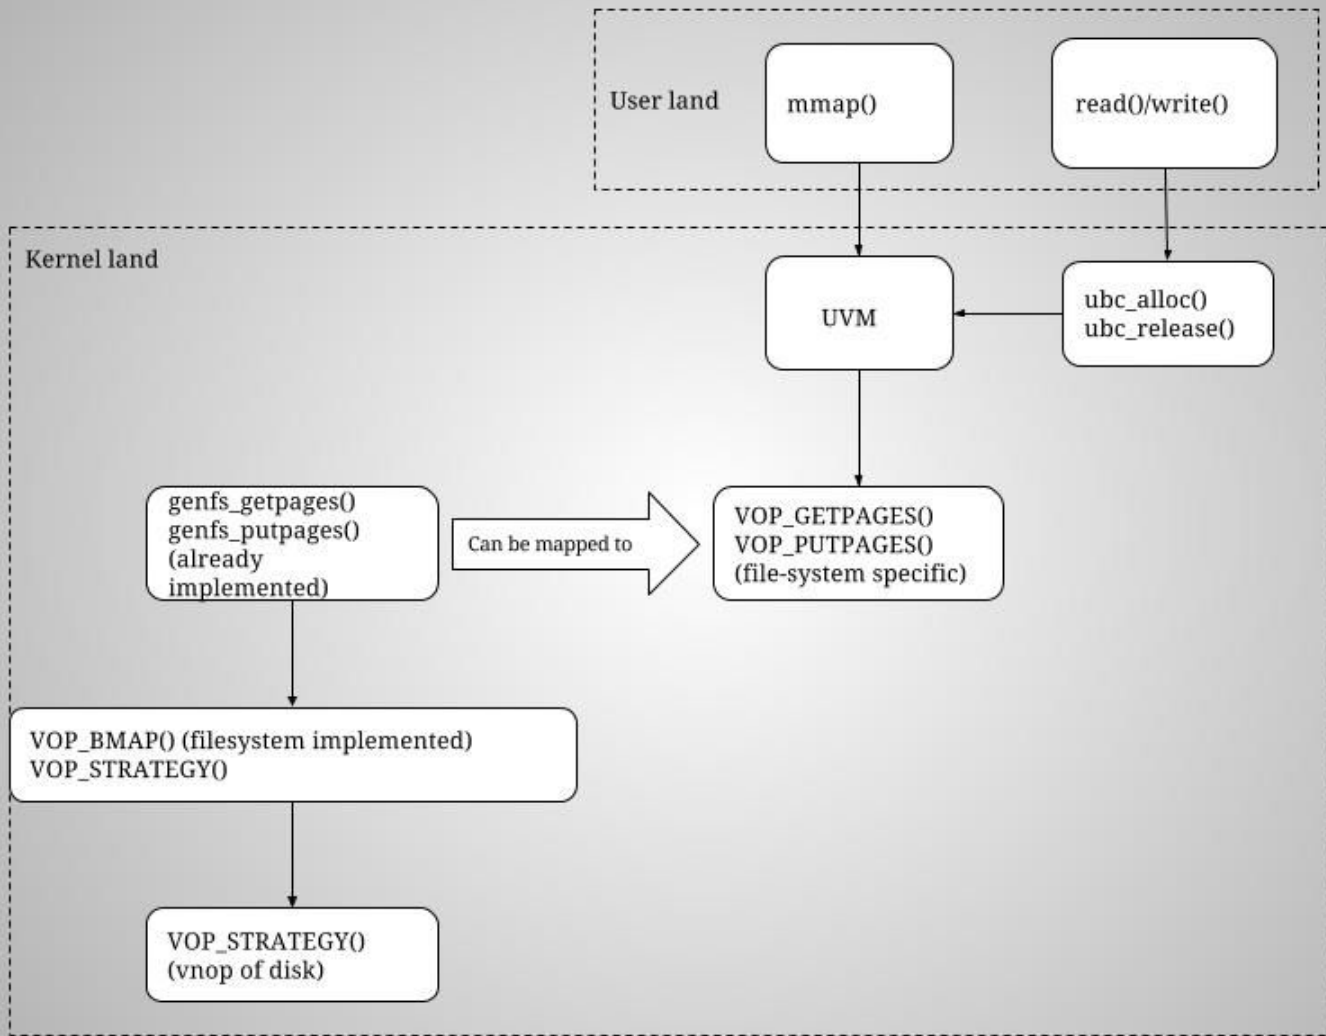 User land
mmap()
read()/write()
Kernel land
UVM
ubc_alloc()
ubc_release()
genfs_getpages()
genfs_putpages()
(already
implemented)
Can be mapped to
VOP_GETPAGES()
VOP_PUTPAGES()
(file-system specific)
VOP_BMAP() (filesystem implemented)
VOP_STRATEGY()
VOP_STRATEGY()
(vnop of disk)